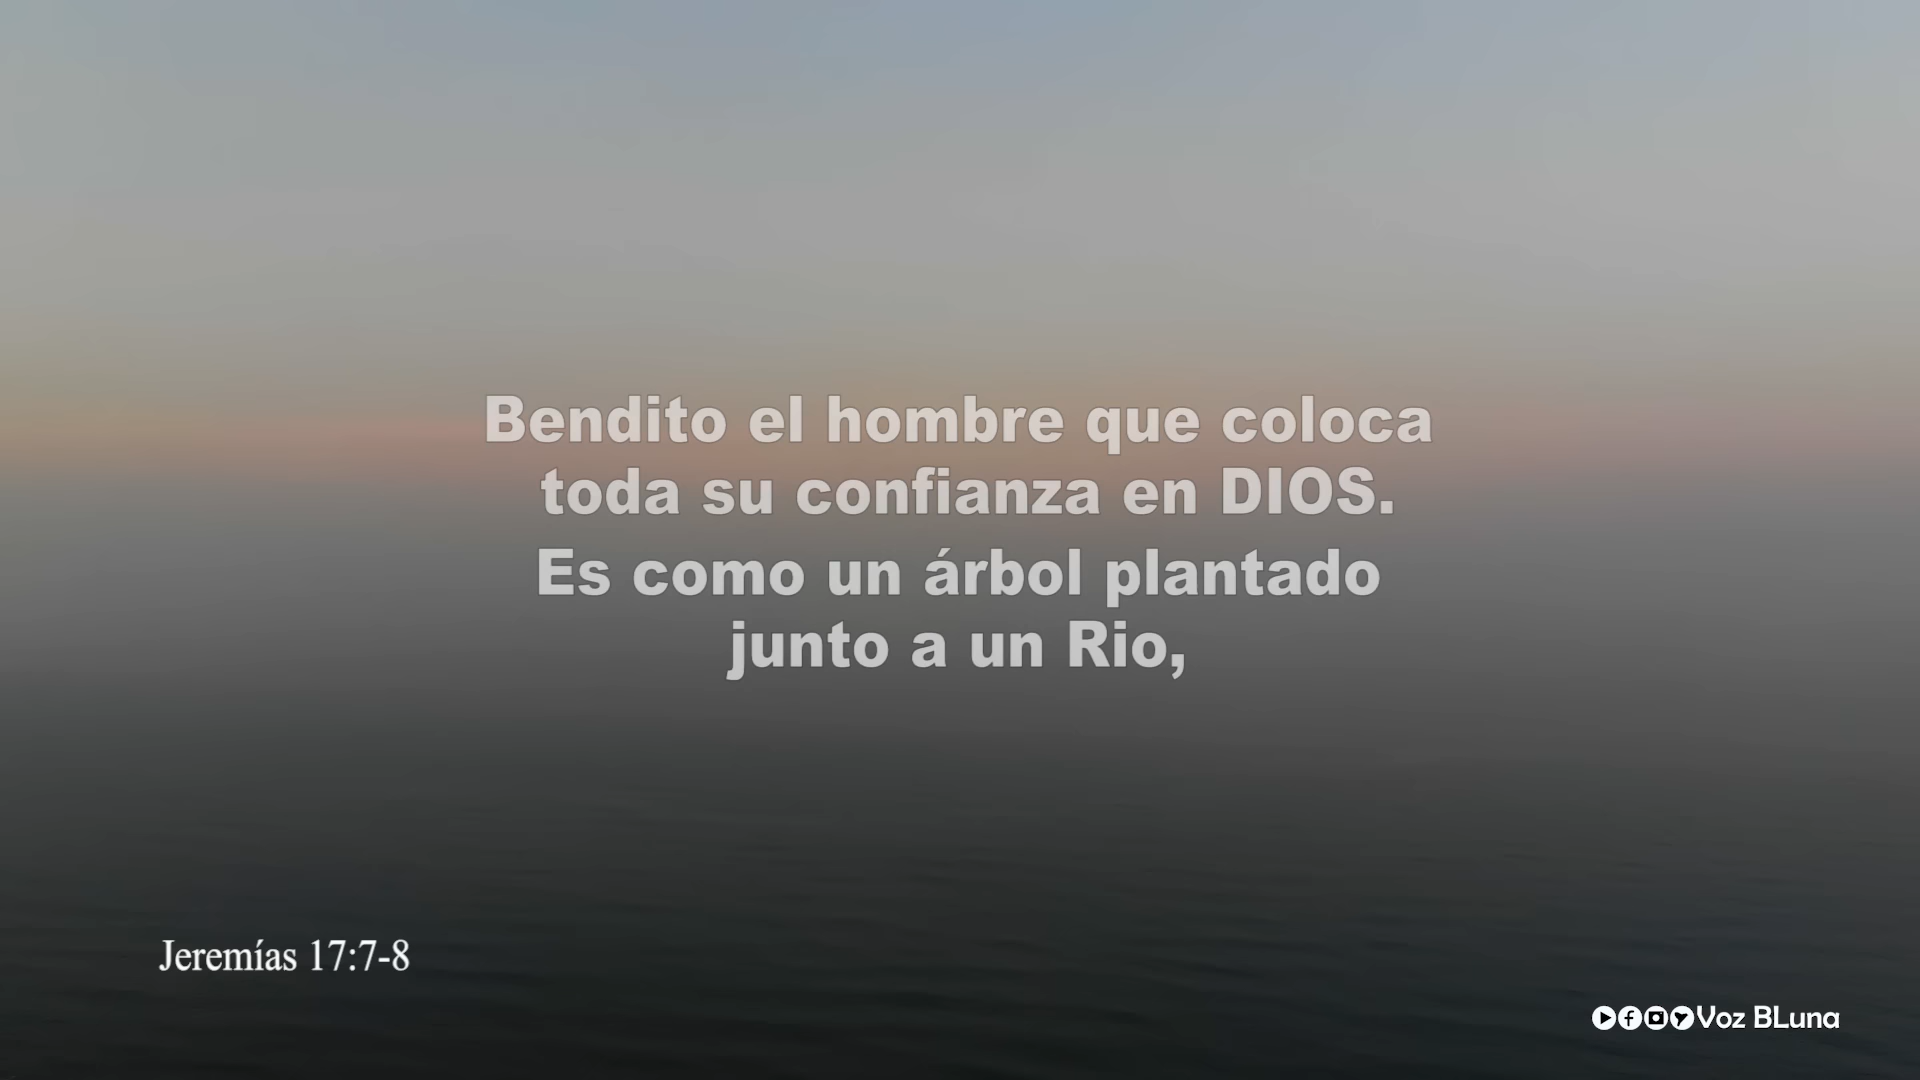 Bendito el hombre que coloca
toda su confianza en DIOS.
Es como un árbol plantado
junto a un Rio,
Jeremías 17:7-8
Voz BLuna